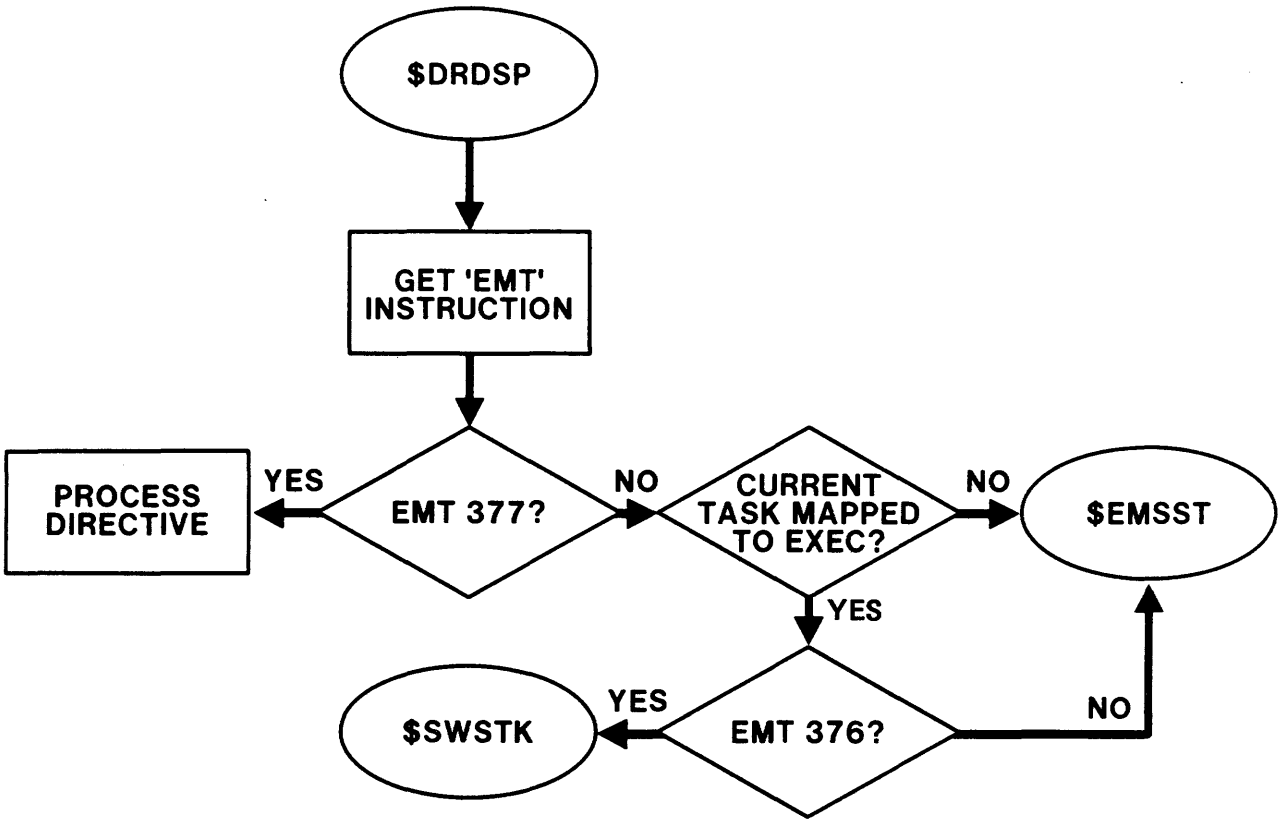 $DRDSP
GET 'EMT'
INSTRUCTION
YES
NO
PROCESS
DIRECTIVE
EMT 377?
CURRENT
TASK MAPPED
TO EXEC?
NO
$EMSST
YES
YES
$SWSTK
EMT 376?
NO